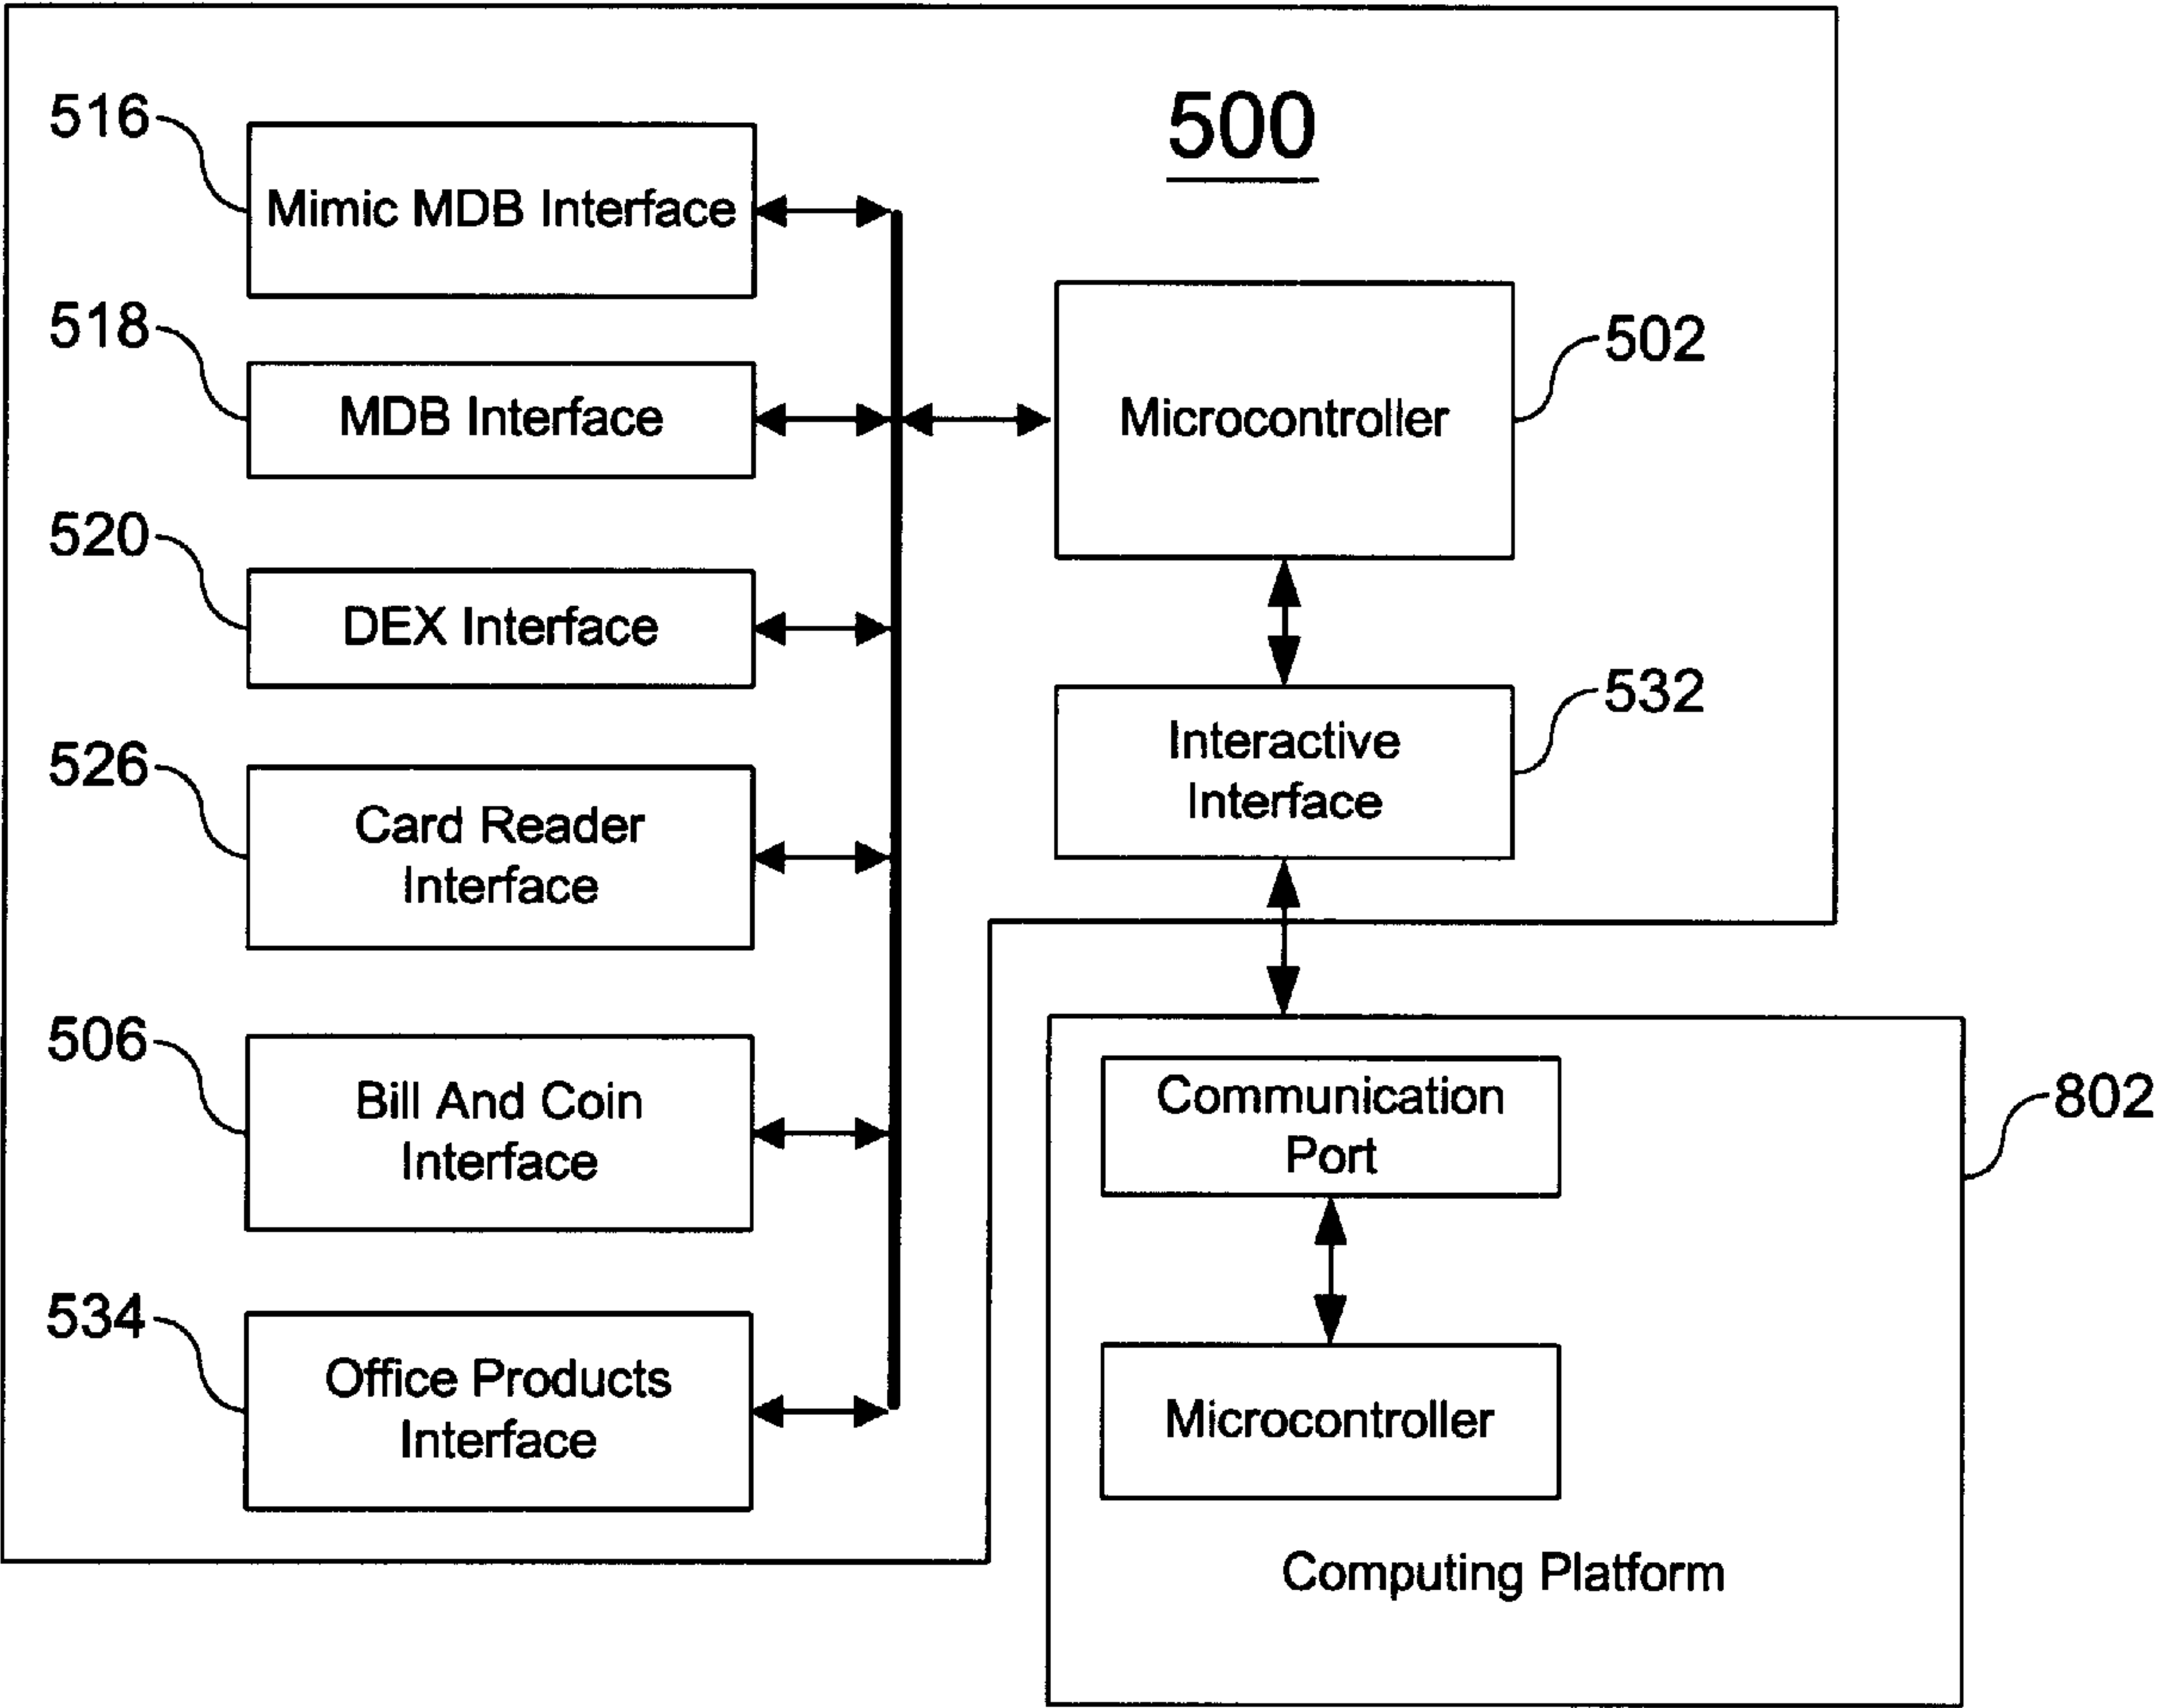 500
516
Mimic MDB Interface
518
MDB Interface
502
Microcontroller
520
DEX Interface
532
Interactive
Interface
526
Card Reader
Interface
506
Bill And Coin
Interface
802
Communication
Port
534
Office Products
Interface
Microcontroller
Computing Platform